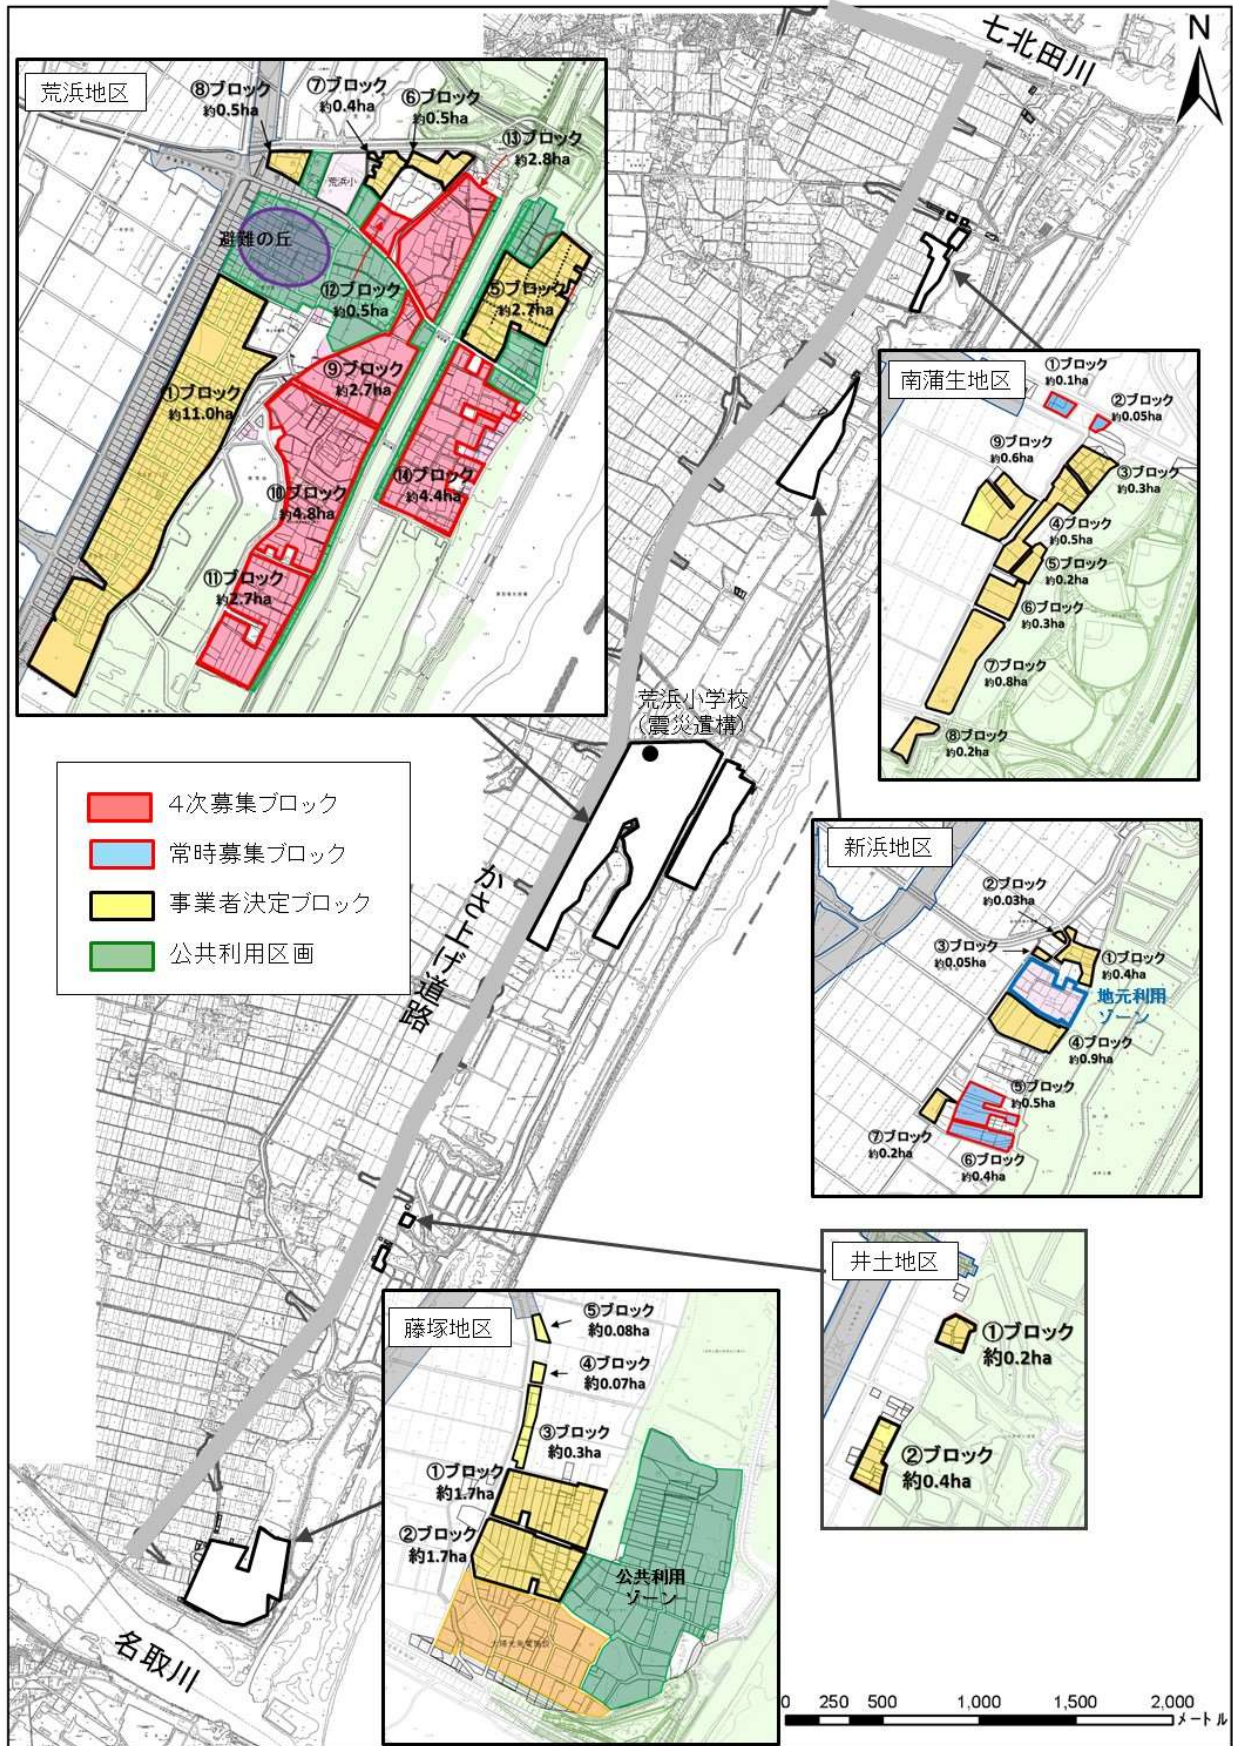 七北田川
N
荒浜地区
⑧ブロック
約0.5ha
⑦ブロック
約0.4ha
⑥ブロック
約0.5ha
⑬ブロック
約2.8ha
荒浜小
避難の丘
⑫ブロック
約0.5ha
⑤ブロック
約2.7ha
①ブロック
約11.0ha
⑨ブロック
約2.7ha
⑭ブロック
約4.4ha
⑩ブロック
約4.8ha
⑪ブロック
約2.7ha
南蒲生地区
①ブロック
約0.1ha
②ブロック
約0.05ha
⑨ブロック
約0.6ha
③ブロック
約0.3ha
④ブロック
約0.5ha
⑤ブロック
約0.2ha
⑥ブロック
約0.3ha
⑦ブロック
約0.8ha
⑧ブロック
約0.2ha
荒浜小学校
(震災遺構)
4次募集ブロック
常時募集ブロック
事業者決定ブロック
公共利用区画
かさ上げ道路
新浜地区
②ブロック
約0.03ha
③ブロック
約0.05ha
①ブロック
約0.4ha
地元利用
ゾーン
④ブロック
約0.9ha
⑤ブロック
約0.5ha
⑦ブロック
約0.2ha
⑥ブロック
約0.4ha
井土地区
①ブロック
約0.2ha
②ブロック
約0.4ha
藤塚地区
⑤ブロック
約0.08ha
④ブロック
約0.07ha
③ブロック
約0.3ha
①ブロック
約1.7ha
②ブロック
約1.7ha
公共利用
ゾーン
太陽光発電施設
名取川
0 250 500 1,000 1,500 2,000
メートル